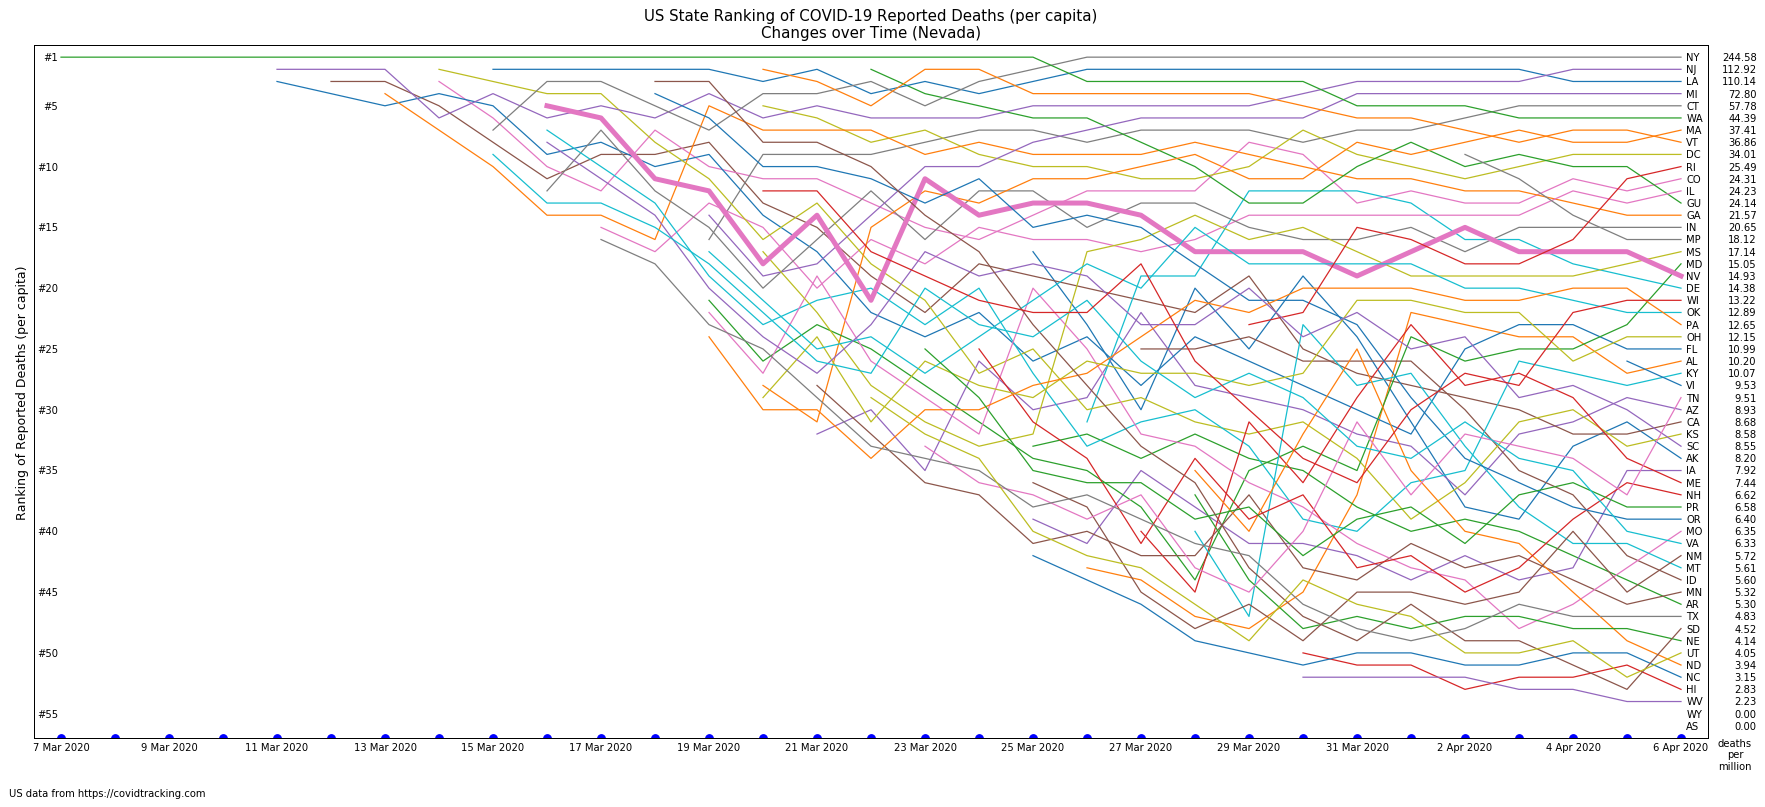 US State Ranking of COVID-19 Reported Deaths (per capita)
Changes over Time (Nevada)
Ranking of Reported Deaths (per capita)
#1
#5
#10
#15
#20
#25
#30
#35
#40
#45
#50
#55
NY 244.58
NJ 112.92
LA 110.14
MI 72.80
CT 57.78
WA 44.39
MA 37.41
VT 36.86
DC 34.01
RI 25.49
CO 24.31
IL 24.23
GU 24.14
GA 21.57
IN 20.65
MP 18.12
MS 17.14
MD 15.05
NV 14.93
DE 14.38
WI 13.22
OK 12.89
PA 12.65
OH 12.15
FL 10.99
AL 10.20
KY 10.07
VI 9.53
TN 9.51
AZ 8.93
CA 8.68
KS 8.58
SC 8.55
AK 8.20
IA 7.92
ME 7.44
NH 6.62
PR 6.58
OR 6.40
MO 6.35
VA 6.33
NM 5.72
MT 5.61
ID 5.60
MN 5.32
AR 5.30
TX 4.83
SD 4.52
NE 4.14
UT 4.05
ND 3.94
NC 3.15
HI 2.83
WV 2.23
WY 0.00
AS 0.00
7 Mar 2020 9 Mar 2020 11 Mar 2020 13 Mar 2020 15 Mar 2020 17 Mar 2020 19 Mar 2020 21 Mar 2020 23 Mar 2020 25 Mar 2020 27 Mar 2020 29 Mar 2020 31 Mar 2020 2 Apr 2020 4 Apr 2020 6 Apr 2020
deaths
per
million
US data from https://covidtracking.com